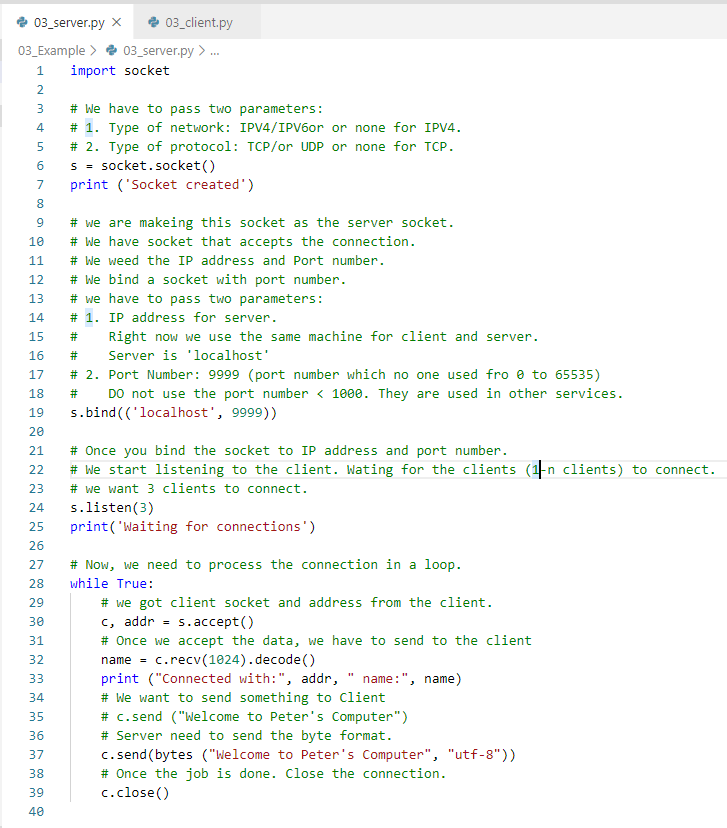 03_server.py ×
03_client.py
03_Example > 03_server.py > ...
1 import socket
2
3 # We have to pass two parameters:
4 # 1. Type of network: IPV4/IPV6or or none for IPV4.
5 # 2. Type of protocol: TCP/or UDP or none for TCP.
6 s = socket.socket()
7 print ('Socket created')
8
9 # we are makeing this socket as the server socket.
10 # We have socket that accepts the connection.
11 # We weed the IP address and Port number.
12 # We bind a socket with port number.
13 # we have to pass two parameters:
14 # 1. IP address for server.
15 #    Right now we use the same machine for client and server.
16 #    Server is 'localhost'
17 # 2. Port Number: 9999 (port number which no one used fro 0 to 65535)
18 #    DO not use the port number < 1000. They are used in other services.
19 s.bind(('localhost', 9999))
20
21 # Once you bind the socket to IP address and port number.
22 # We start listening to the client. Wating for the clients (1-n clients) to connect.
23 # we want 3 clients to connect.
24 s.listen(3)
25 print('Waiting for connections')
26
27 # Now, we need to process the connection in a loop.
28 while True:
29     # we got client socket and address from the client.
30     c, addr = s.accept()
31     # Once we accept the data, we have to send to the client
32     name = c.recv(1024).decode()
33     print ("Connected with:", addr, " name:", name)
34     # We want to send something to Client
35     # c.send ("Welcome to Peter's Computer")
36     # Server need to send the byte format.
37     c.send(bytes ("Welcome to Peter's Computer", "utf-8"))
38     # Once the job is done. Close the connection.
39     c.close()
40